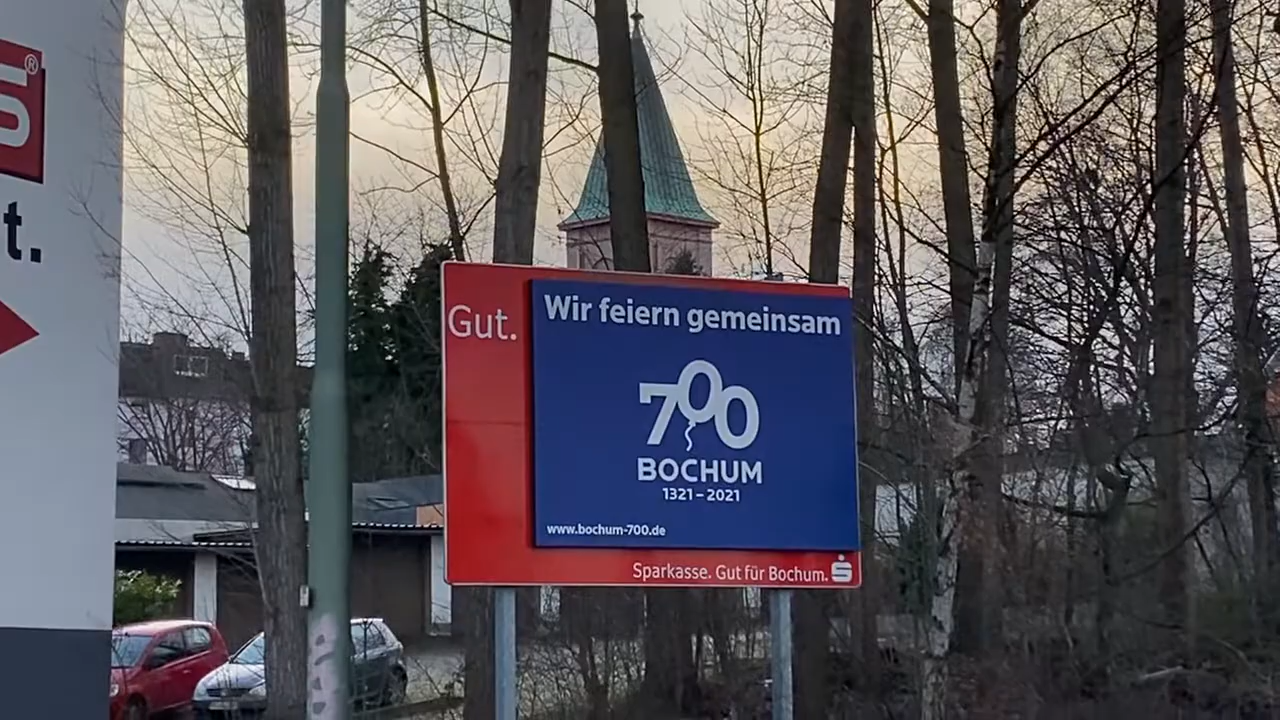 t.
Gut.
Wir feiern gemeinsam
700
BOCHUM
1321 – 2021
www.bochum-700.de
Sparkasse. Gut für Bochum.